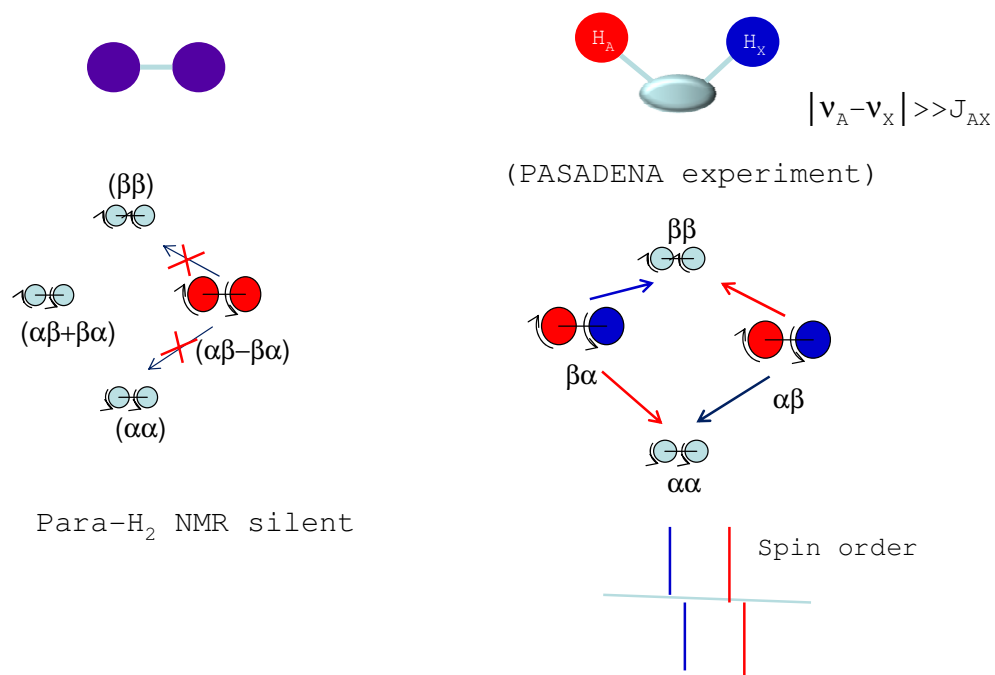 H_A
H_X
|ν_A−ν_X|>>J_AX
(PASADENA experiment)
(ββ)
(αβ+βα)
(αβ−βα)
(αα)
Para−H₂ NMR silent
ββ
βα
αβ
αα
Spin order